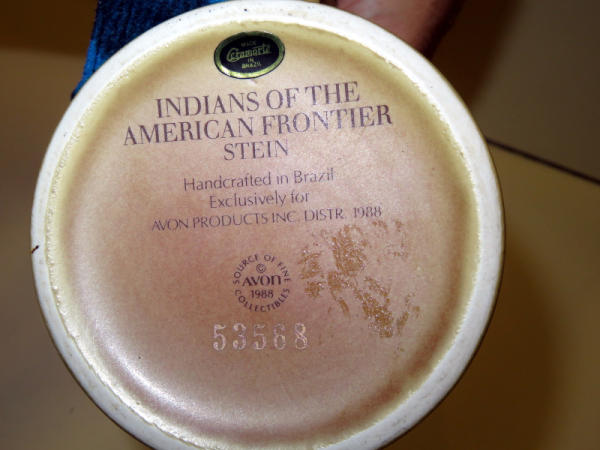 MADE
Ceramarte
IN
BRAZIL
INDIANS OF THE
AMERICAN FRONTIER
STEIN
Handcrafted in Brazil
Exclusively for
AVON PRODUCTS INC. DISTR. 1988
SOURCE OF FINE
©
AVON
1988
COLLECTIBLES
53568